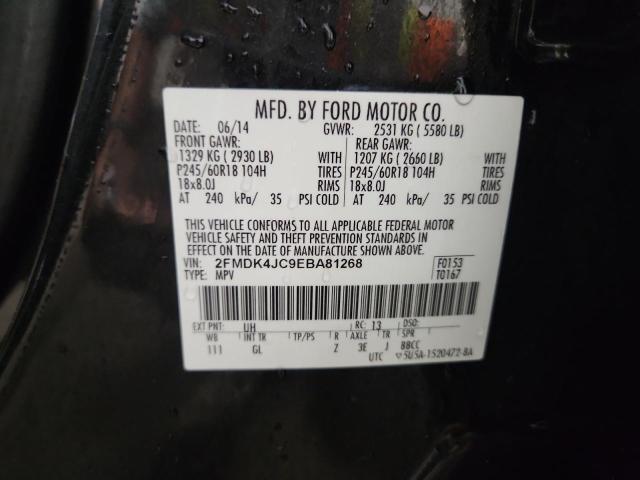 MFD. BY FORD MOTOR CO.
DATE: 06/14 GVWR: 2531 KG ( 5580 LB)
FRONT GAWR: REAR GAWR:
1329 KG ( 2930 LB) WITH 1207 KG ( 2660 LB) WITH
P245/60R18 104H TIRES P245/60R18 104H TIRES
18x8.0J RIMS 18x8.0J RIMS
AT 240 kPa/ 35 PSI COLD AT 240 kPa/ 35 PSI COLD
THIS VEHICLE CONFORMS TO ALL APPLICABLE FEDERAL MOTOR
VEHICLE SAFETY AND THEFT PREVENTION STANDARDS IN
EFFECT ON THE DATE OF MANUFACTURE SHOWN ABOVE.
VIN: 2FMDK4JC9EBA81268 F0153
TYPE: MPV T0167
EXT PNT: UH RC: 13 DSO:
WB INT TR TP/PS R AXLE TR SPR
111 GL Z 3E J BBCC
UTC ▽5U5A-1520472-BA